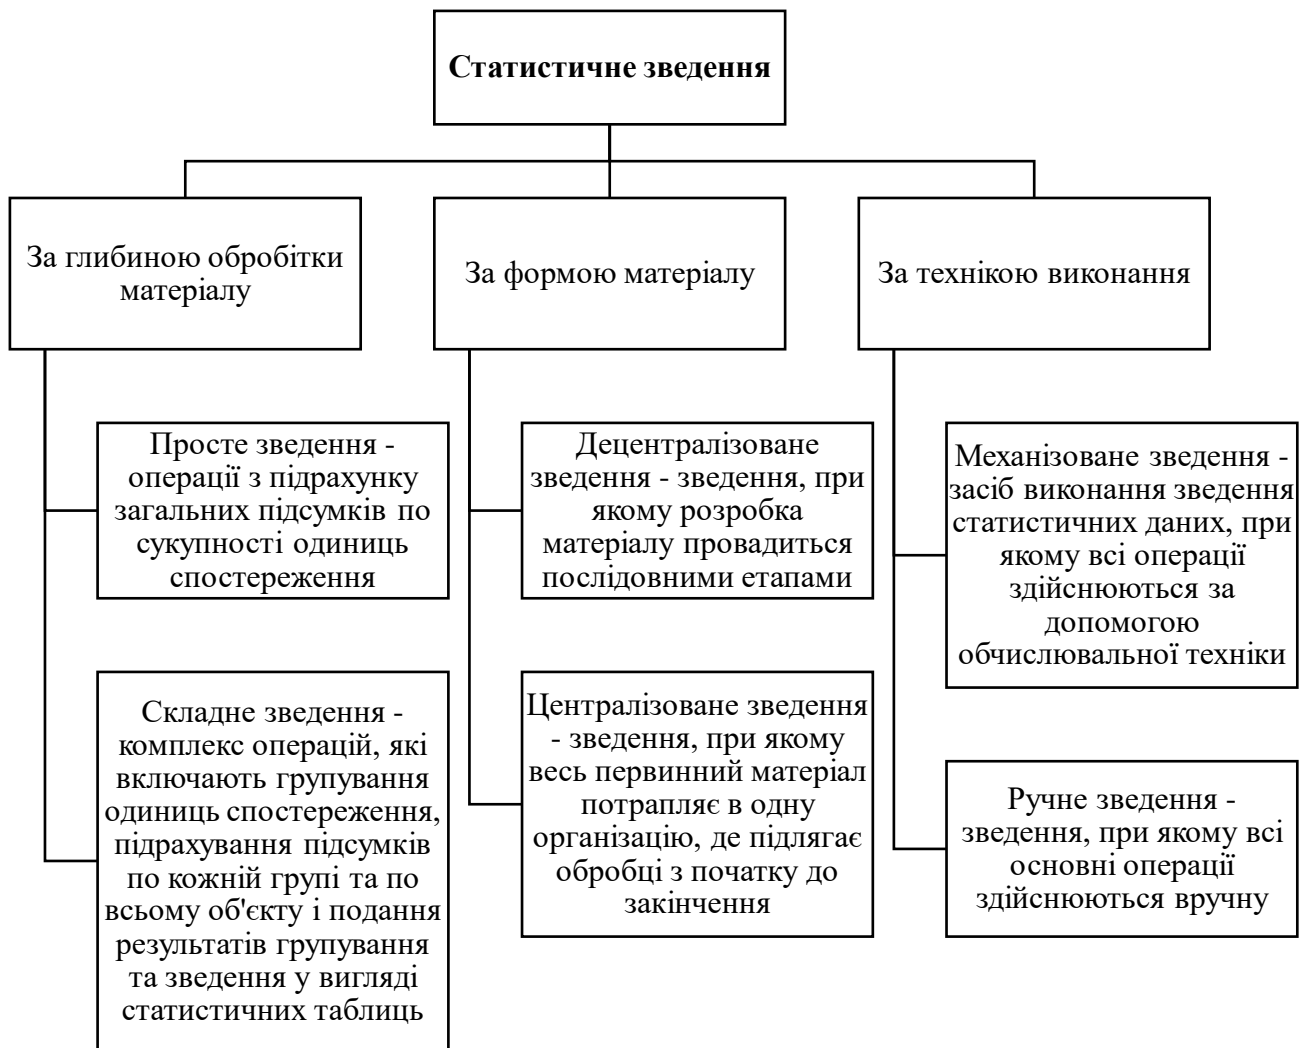 Статистичне зведення
За глибиною обробітки
матеріалу
За формою матеріалу
За технікою виконання
Просте зведення -
операції з підрахунку
загальних підсумків по
сукупності одиниць
спостереження
Складне зведення -
комплекс операцій, які
включають групування
одиниць спостереження,
підрахування підсумків
по кожній групі та по
всьому об'єкту і подання
результатів групування
та зведення у вигляді
статистичних таблиць
Децентралізоване
зведення - зведення, при
якому розробка
матеріалу провадиться
послідовними етапами
Централізоване зведення
- зведення, при якому
весь первинний матеріал
потрапляє в одну
організацію, де підлягає
обробці з початку до
закінчення
Механізоване зведення -
засіб виконання зведення
статистичних даних, при
якому всі операції
здійснюються за
допомогою
обчислювальної техніки
Ручне зведення -
зведення, при якому всі
основні операції
здійснюються вручну